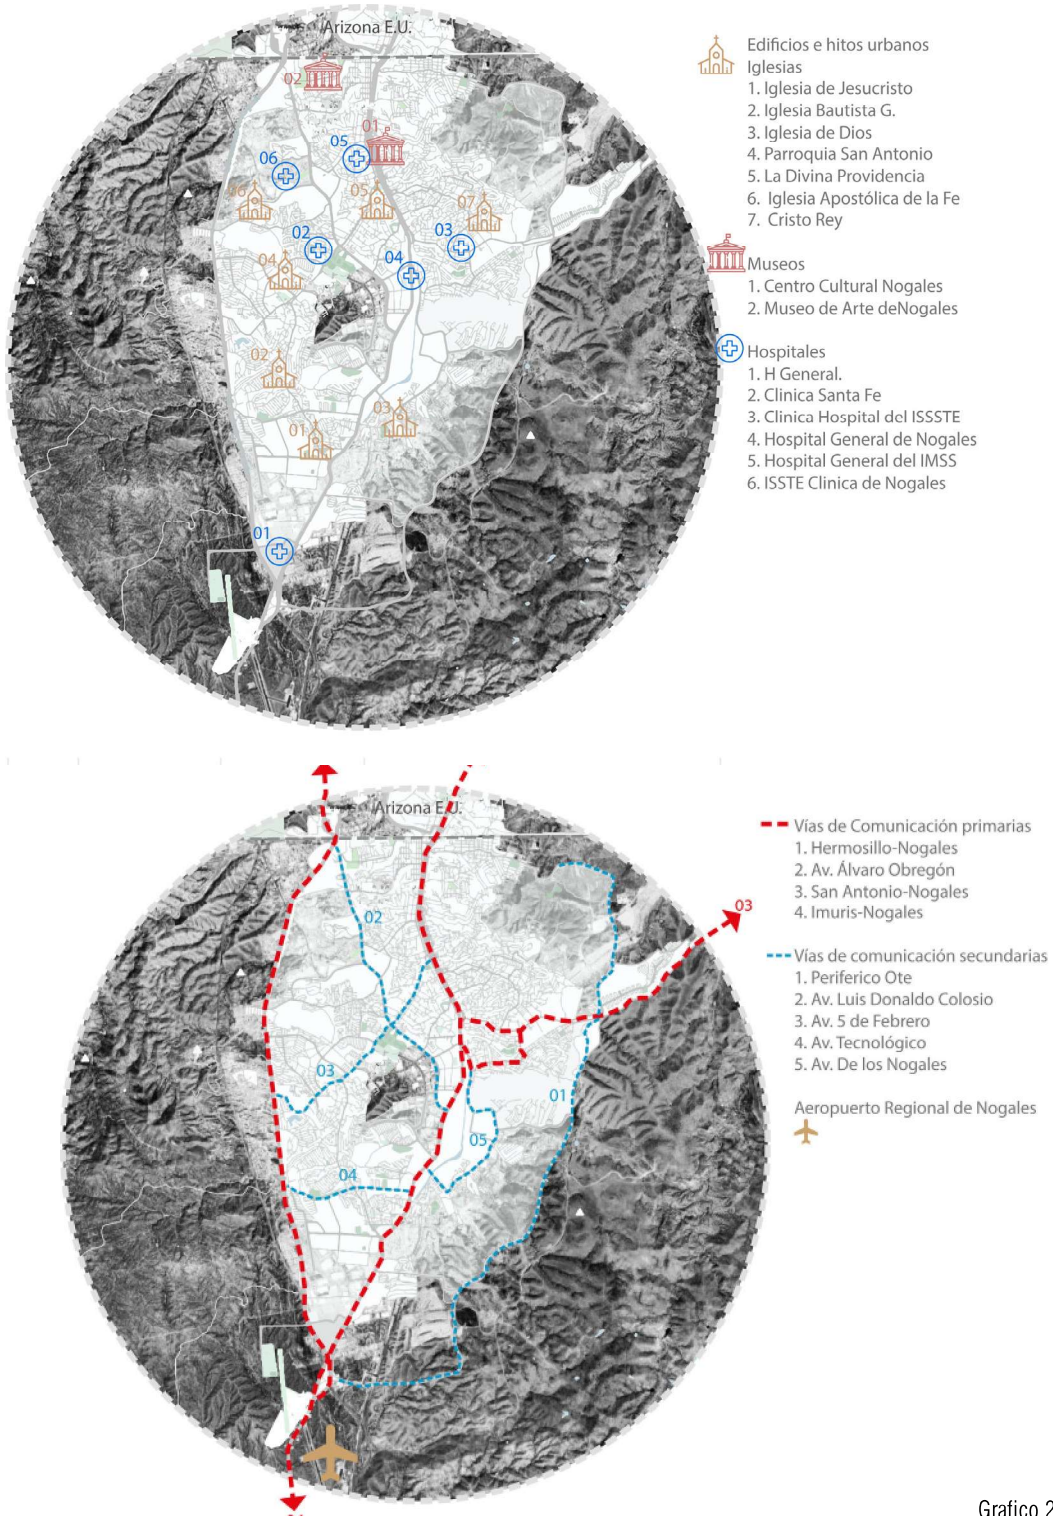 Arizona E.U.
02
01
05
06
06
05
07
02
03
04
04
02
03
01
01
Edificios e hitos urbanos
Iglesias
1. Iglesia de Jesucristo
2. Iglesia Bautista G.
3. Iglesia de Dios
4. Parroquia San Antonio
5. La Divina Providencia
6. Iglesia Apostólica de la Fe
7. Cristo Rey
Museos
1. Centro Cultural Nogales
2. Museo de Arte deNogales
Hospitales
1. H General.
2. Clinica Santa Fe
3. Clinica Hospital del ISSSTE
4. Hospital General de Nogales
5. Hospital General del IMSS
6. ISSTE Clinica de Nogales
Arizona E.U.
03
02
03
01
05
04
Vías de Comunicación primarias
1. Hermosillo-Nogales
2. Av. Álvaro Obregón
3. San Antonio-Nogales
4. Imuris-Nogales
Vías de comunicación secundarias
1. Periferico Ote
2. Av. Luis Donaldo Colosio
3. Av. 5 de Febrero
4. Av. Tecnológico
5. Av. De los Nogales
Aeropuerto Regional de Nogales
Grafico 2